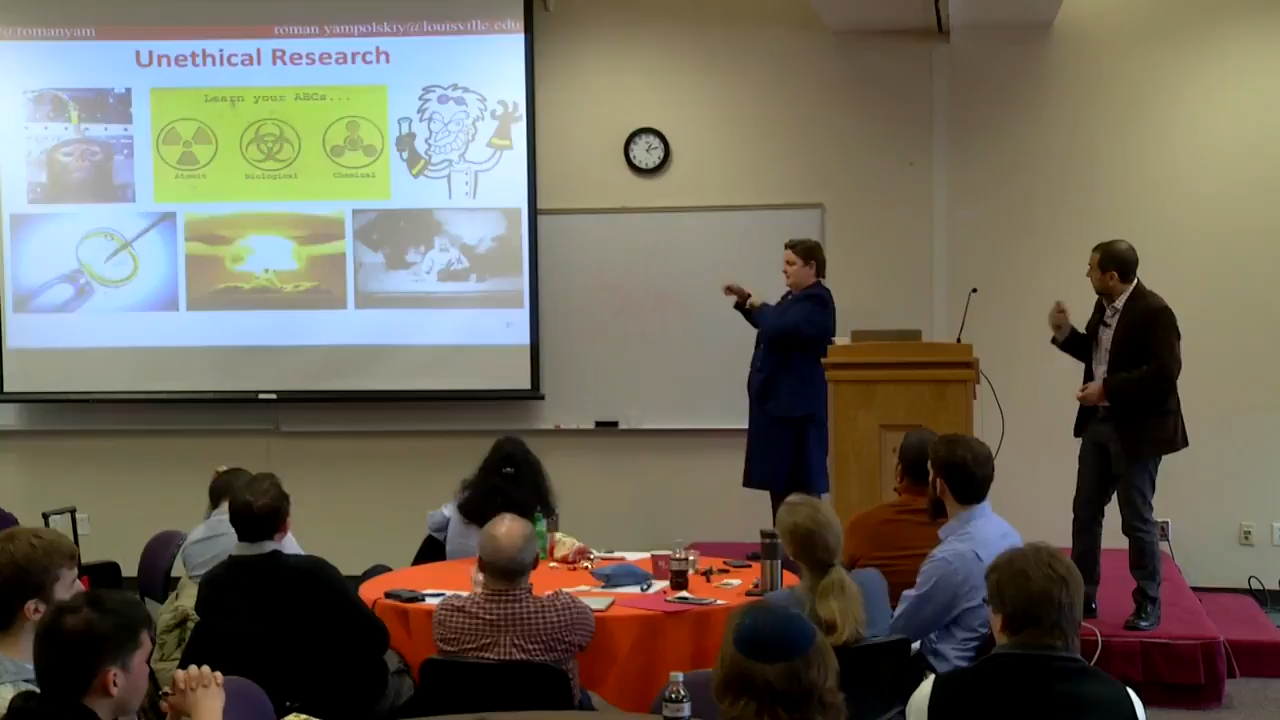 @romanyam
roman.yampolskiy@louisville.edu
Unethical Research
Learn your ABCs...
Atomic
Biological
Chemical